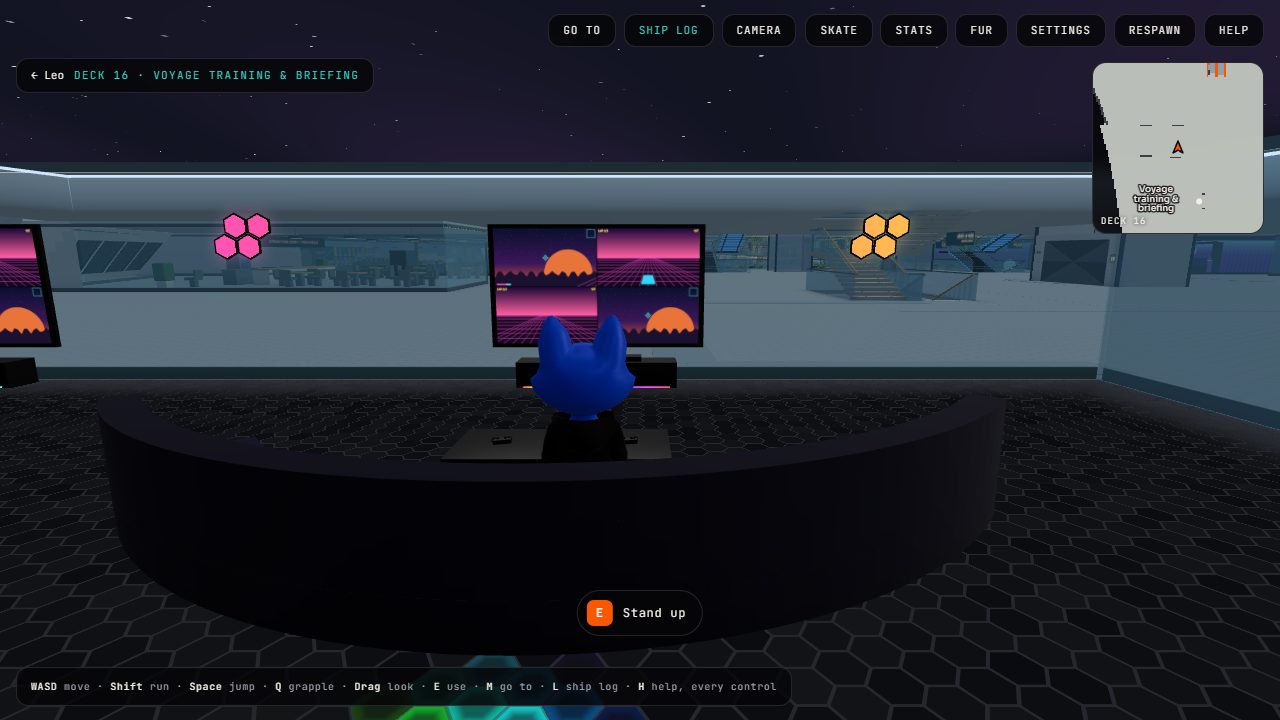 GO TO
SHIP LOG
CAMERA
SKATE
STATS
FUR
SETTINGS
RESPAWN
HELP
← Leo DECK 16 · VOYAGE TRAINING & BRIEFING
Voyage
training &
briefing
DECK 16
E Stand up
WASD move · Shift run · Space jump · Q grapple · Drag look · E use · M go to · L ship log · H help, every control